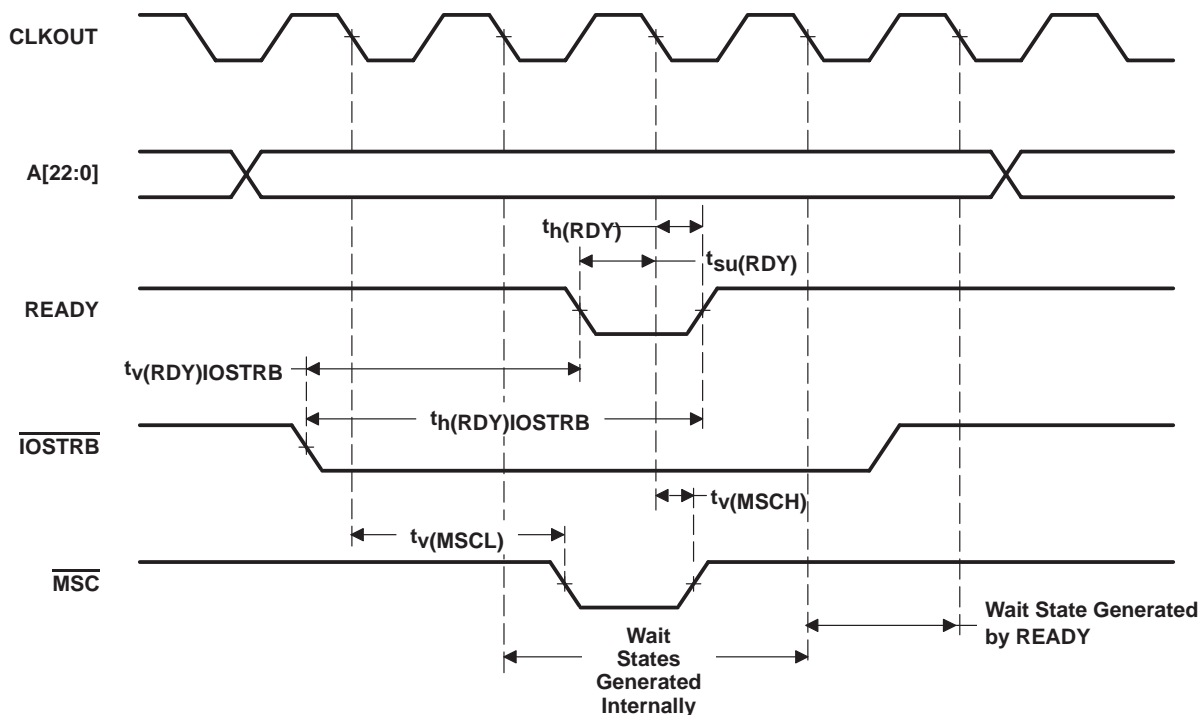 CLKOUT
A[22:0]
th(RDY)
tsu(RDY)
READY
tv(RDY)IOSTRB
th(RDY)IOSTRB
IOSTRB
tv(MSCH)
tv(MSCL)
MSC
Wait State Generated
by READY
Wait
States
Generated
Internally